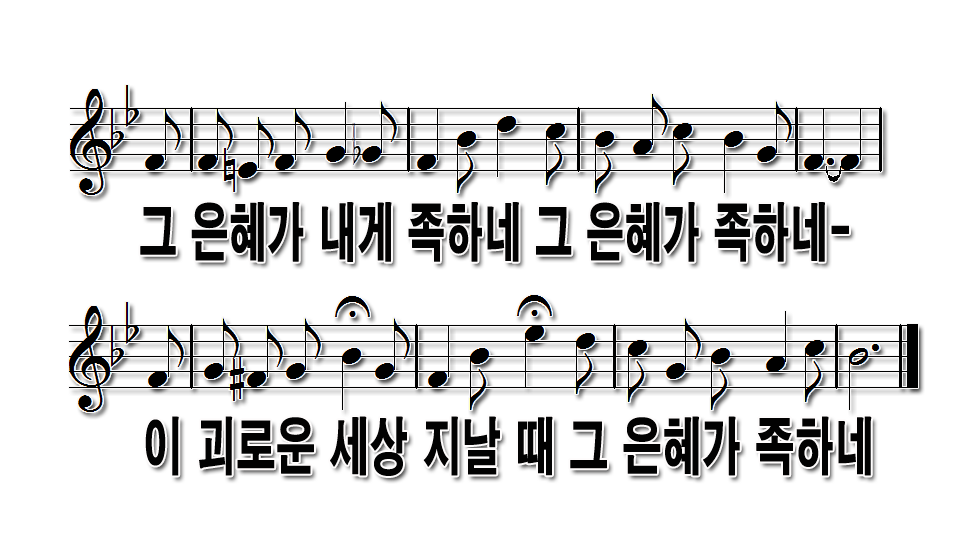 그 은혜가 내게 족하네 그 은혜가 족하네-
이 괴로운 세상 지날 때 그 은혜가 족하네